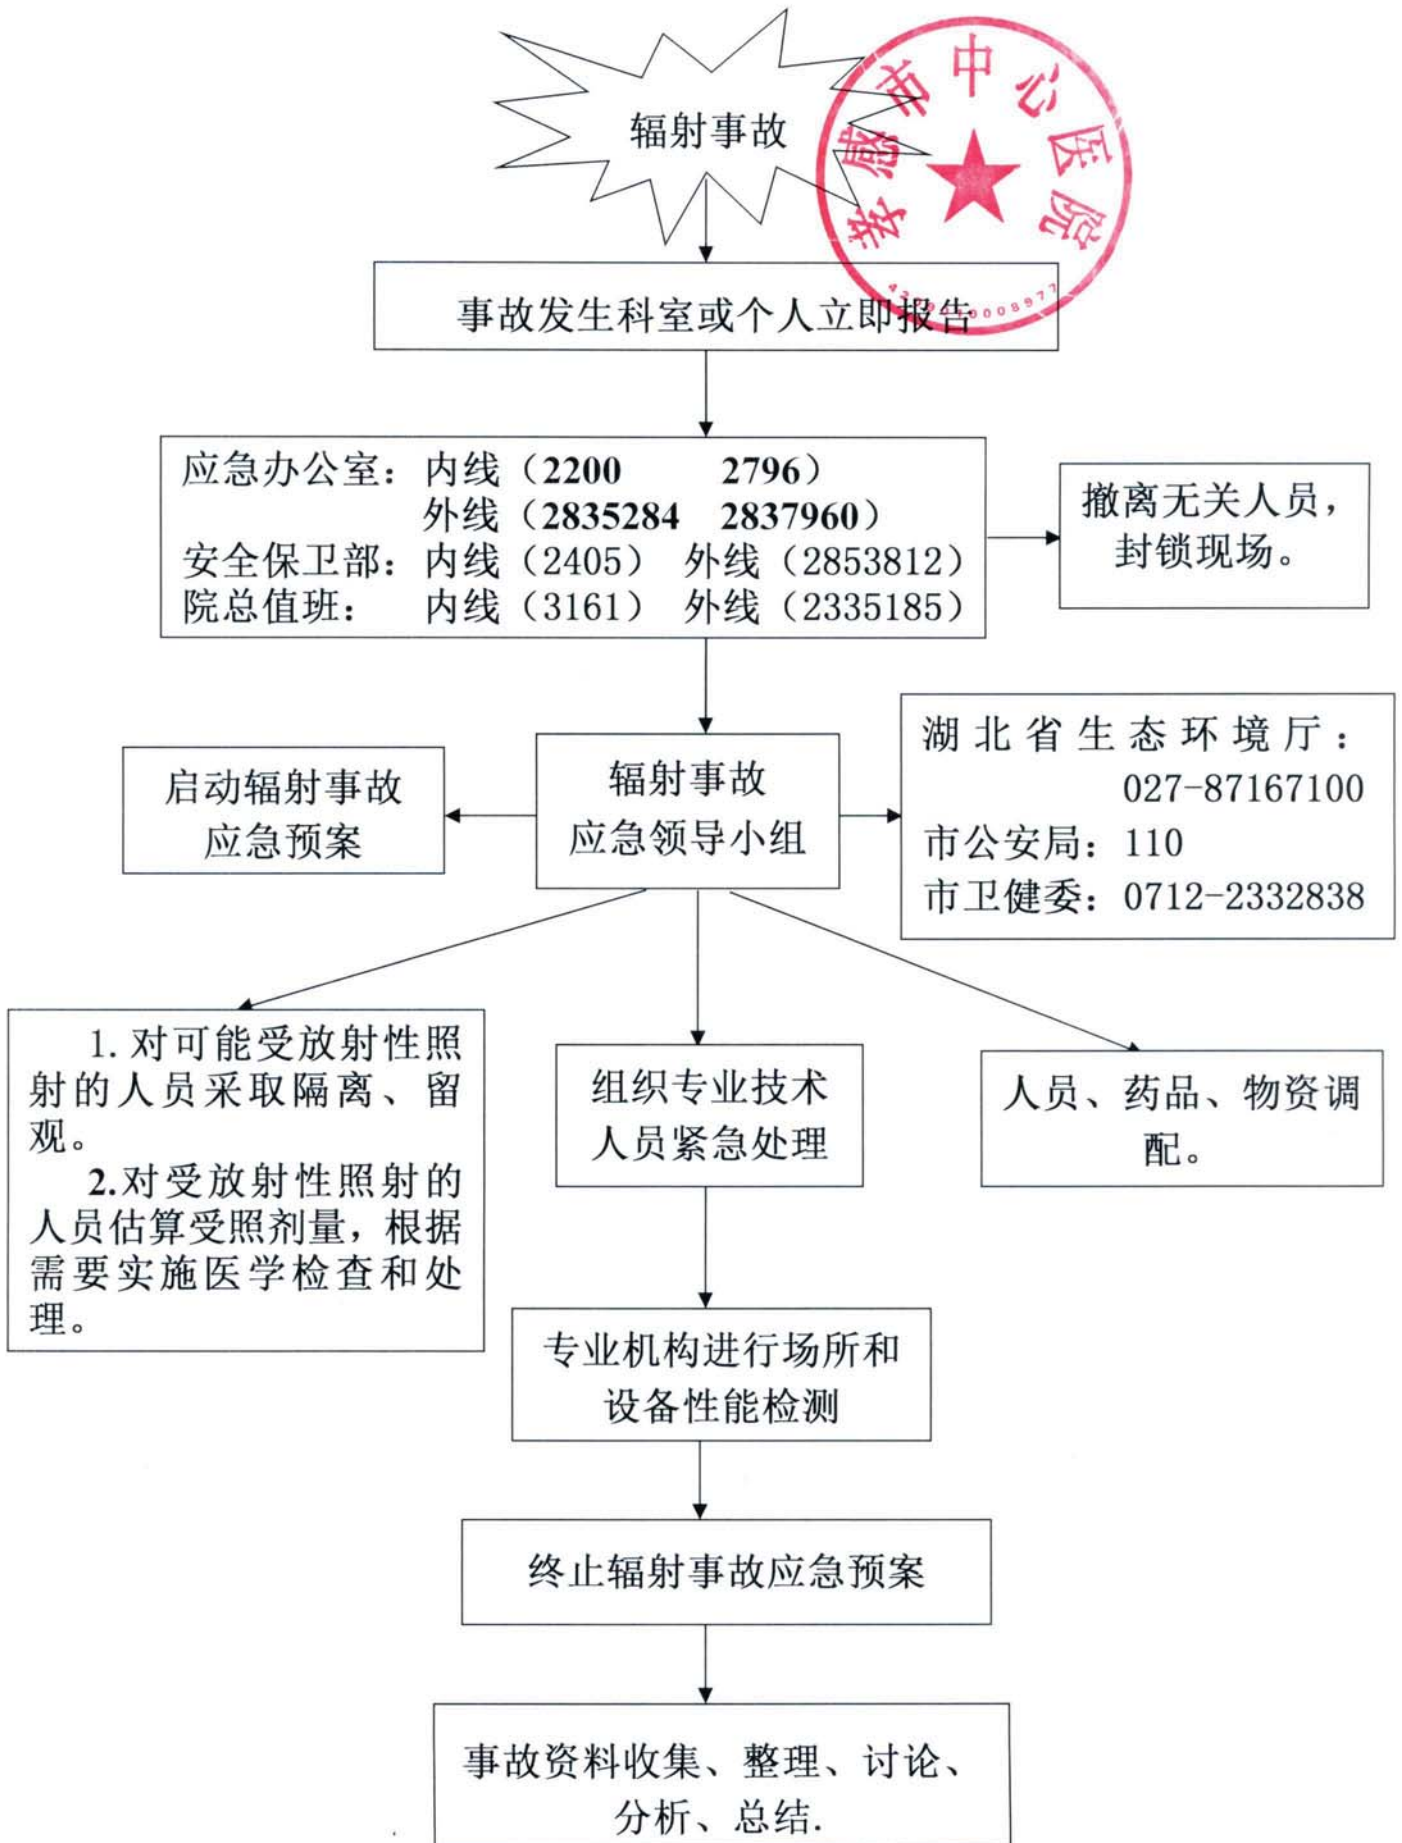 辐射事故
孝感市中心医院
事故发生科室或个人立即报告
应急办公室：内线（2200 2796）
外线（2835284 2837960）
安全保卫部：内线（2405） 外线（2853812）
院总值班： 内线（3161） 外线（2335185）
撤离无关人员，
封锁现场。
启动辐射事故
应急预案
辐射事故
应急领导小组
湖北省生态环境厅：
027-87167100
市公安局：110
市卫健委：0712-2332838
1.对可能受放射性照
射的人员采取隔离、留
观。
2.对受放射性照射的
人员估算受照剂量，根据
需要实施医学检查和处
理。
组织专业技术
人员紧急处理
人员、药品、物资调
配。
专业机构进行场所和
设备性能检测
终止辐射事故应急预案
事故资料收集、整理、讨论、
分析、总结.